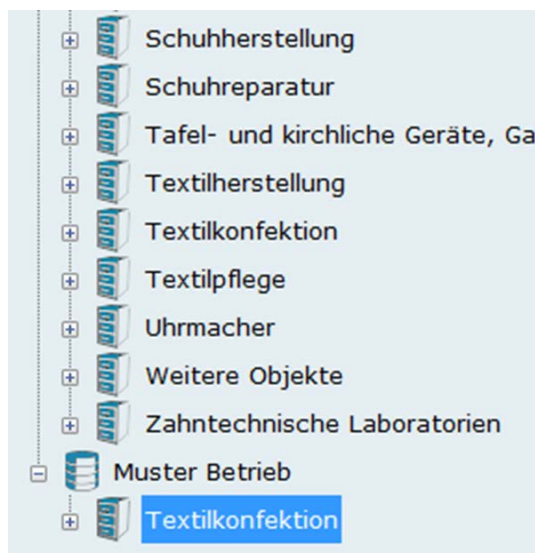 Schuhherstellung
Schuhreparatur
Tafel- und kirchliche Geräte, Ga
Textilherstellung
Textilkonfektion
Textilpflege
Uhrmacher
Weitere Objekte
Zahntechnische Laboratorien
Muster Betrieb
Textilkonfektion